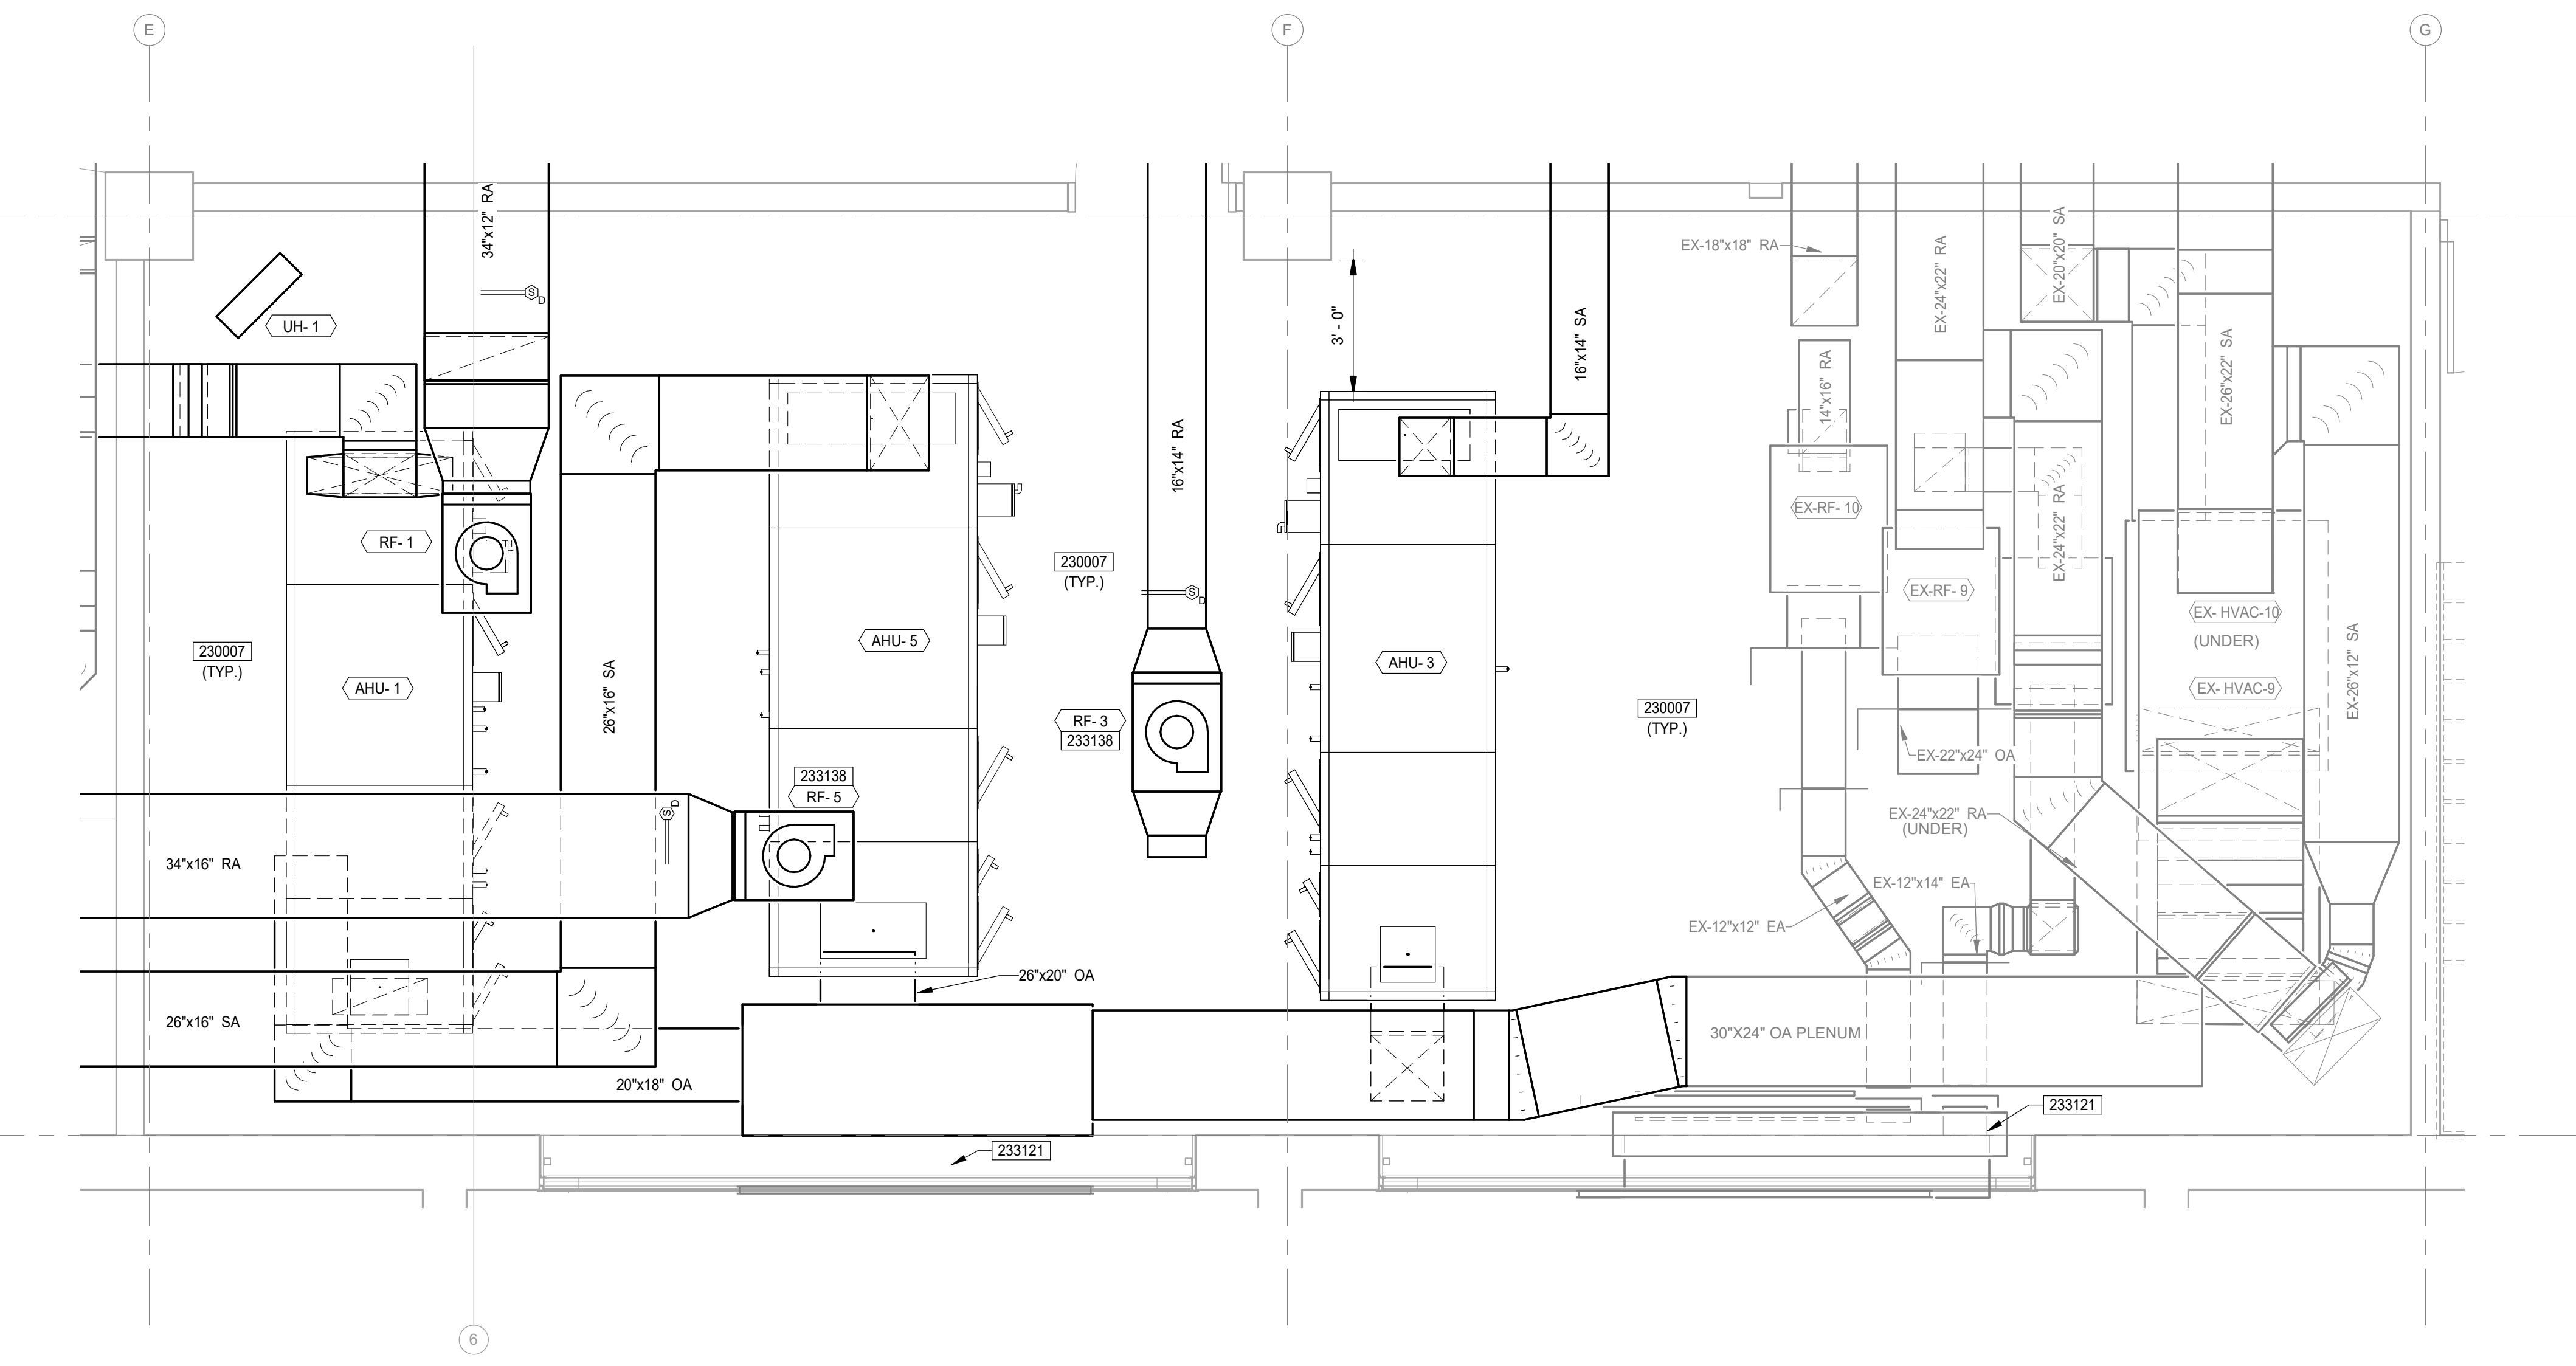 E
F
G
34"x12" RA
S
D
UH- 1
RF- 1
230007
(TYP.)
AHU- 1
26"x16" SA
34"x16" RA
26"x16" SA
20"x18" OA
S
D
AHU- 5
233138
RF- 5
26"x20" OA
233121
230007
(TYP.)
16"x14" RA
S
D
RF- 3
233138
3' - 0"
16"x14" SA
AHU- 3
230007
(TYP.)
EX-18"x18" RA
EX-24"x22" RA
EX-20"x20" SA
14"x16" RA
EX-26"x22" SA
EX-RF- 10
EX-RF- 9
EX-24"x22" RA
EX- HVAC-10
(UNDER)
EX- HVAC-9
EX-26"x12" SA
EX-22"x24" OA
EX-24"x22" RA
(UNDER)
EX-12"x14" EA
EX-12"x12" EA
30"X24" OA PLENUM
233121
6